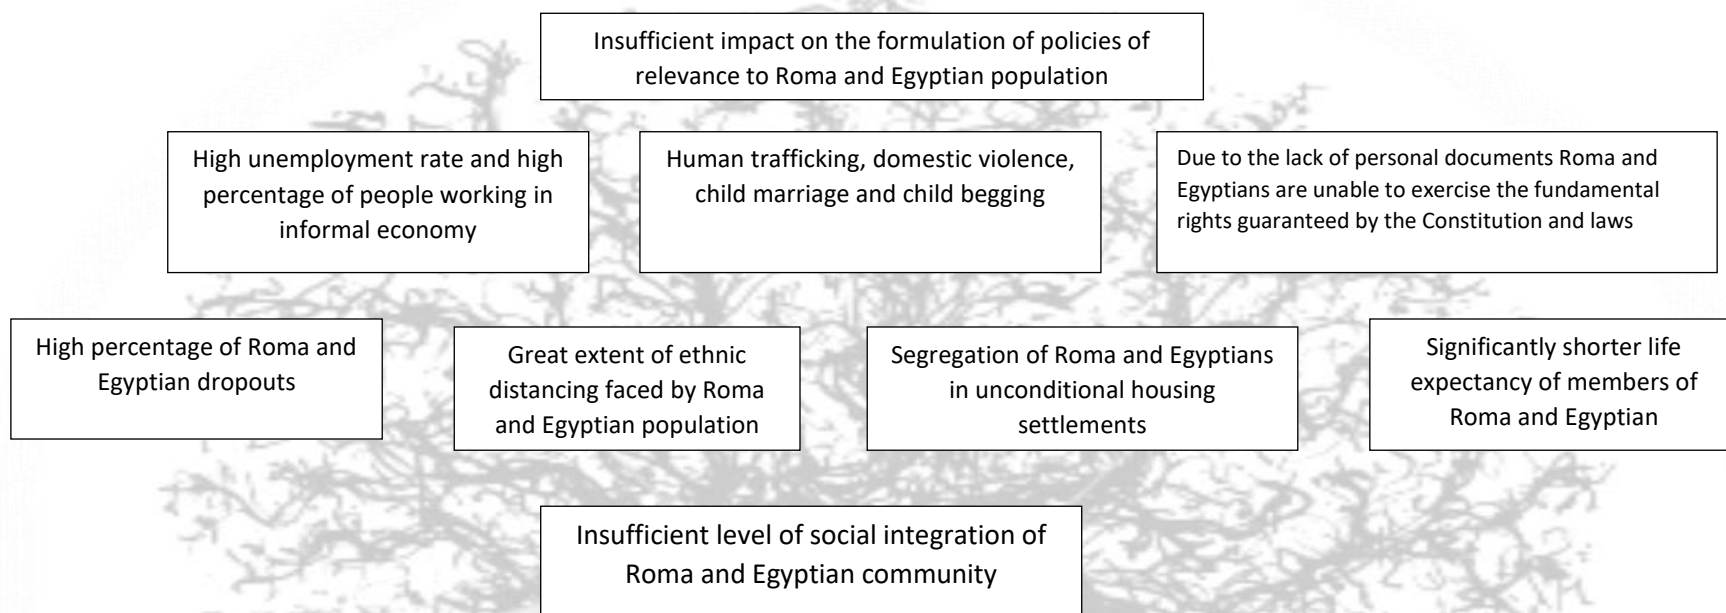 Insufficient impact on the formulation of policies of
relevance to Roma and Egyptian population
High unemployment rate and high
percentage of people working in
informal economy
Human trafficking, domestic violence,
child marriage and child begging
Due to the lack of personal documents Roma and
Egyptians are unable to exercise the fundamental
rights guaranteed by the Constitution and laws
High percentage of Roma and
Egyptian dropouts
Great extent of ethnic
distancing faced by Roma
and Egyptian population
Segregation of Roma and Egyptians
in unconditional housing
settlements
Significantly shorter life
expectancy of members of
Roma and Egyptian
Insufficient level of social integration of
Roma and Egyptian community